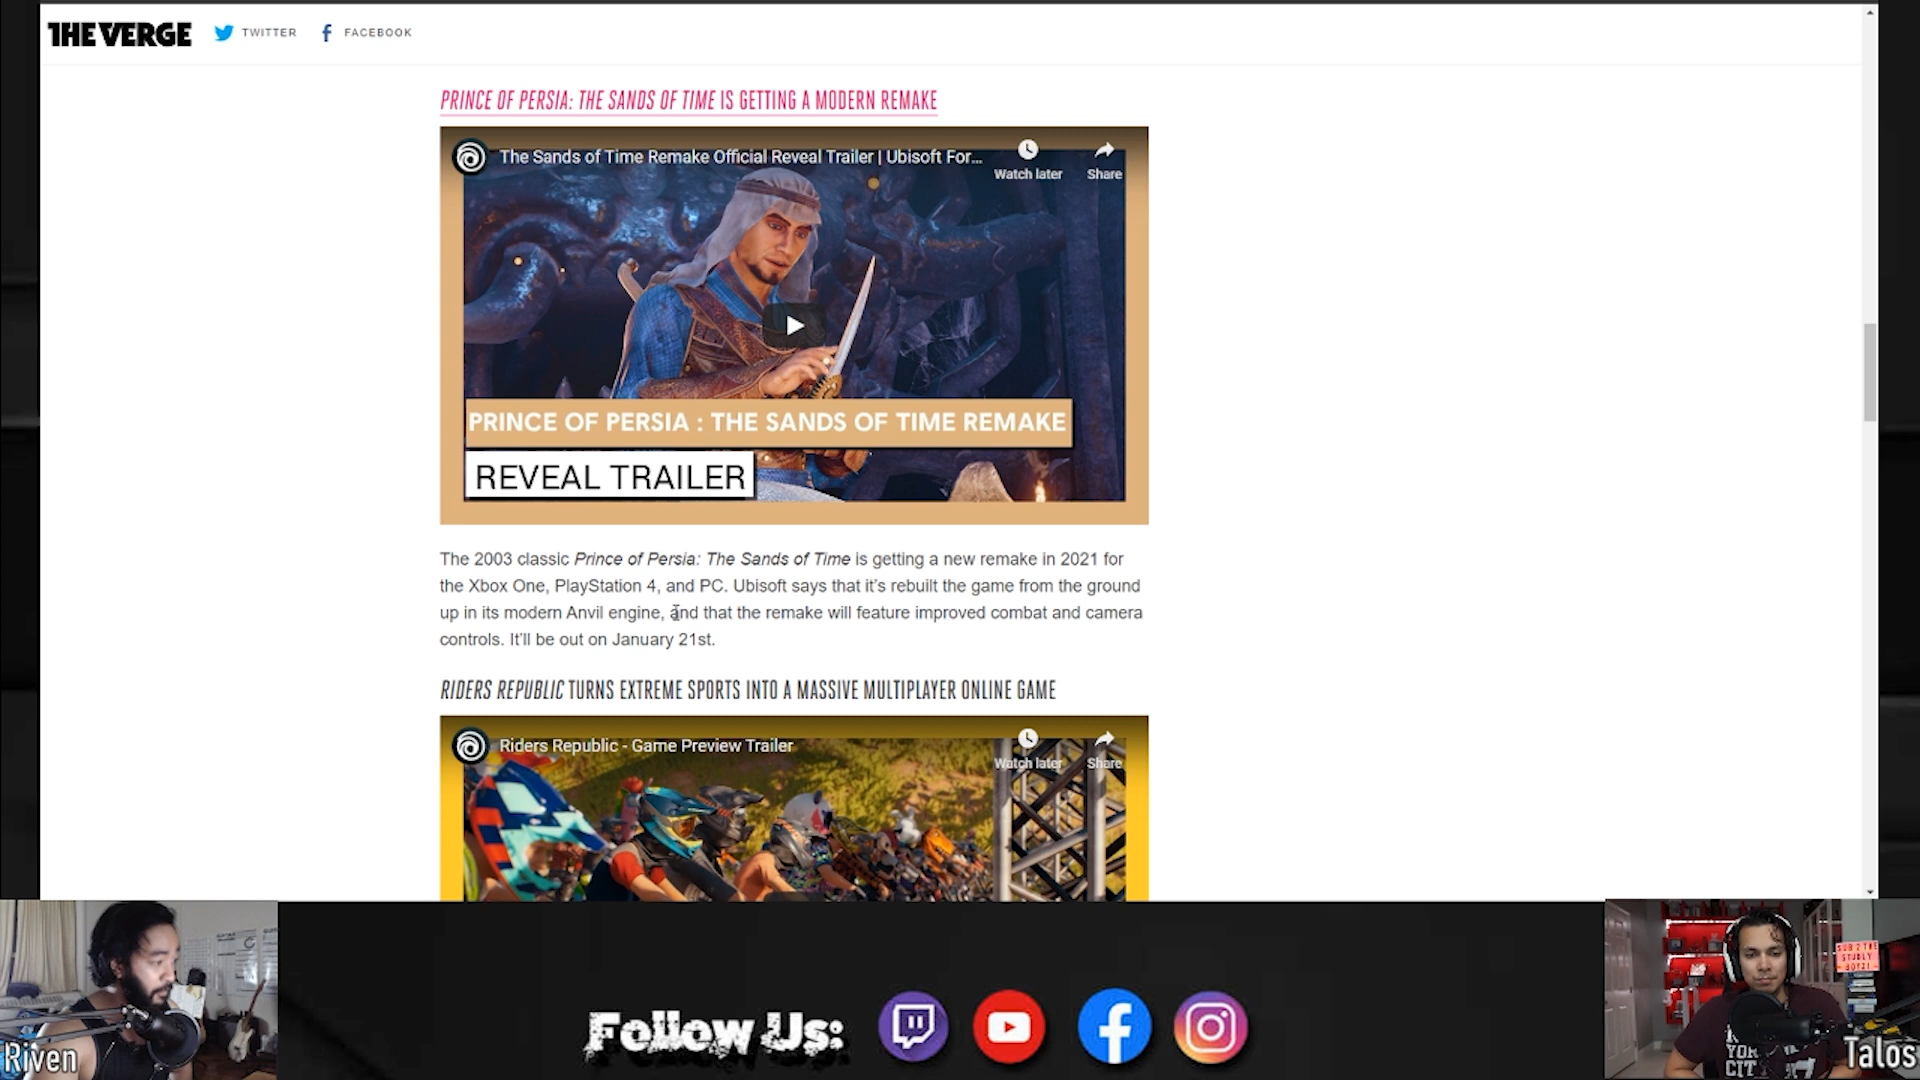 THE VERGE
TWITTER
FACEBOOK
PRINCE OF PERSIA: THE SANDS OF TIME IS GETTING A MODERN REMAKE
The Sands of Time Remake Official Reveal Trailer | Ubisoft For...
Watch later
Share
PRINCE OF PERSIA : THE SANDS OF TIME REMAKE
REVEAL TRAILER
The 2003 classic Prince of Persia: The Sands of Time is getting a new remake in 2021 for
the Xbox One, PlayStation 4, and PC. Ubisoft says that it's rebuilt the game from the ground
up in its modern Anvil engine, and that the remake will feature improved combat and camera
controls. It'll be out on January 21st.
RIDERS REPUBLIC TURNS EXTREME SPORTS INTO A MASSIVE MULTIPLAYER ONLINE GAME
Riders Republic - Game Preview Trailer
Watch later
Share
Follow Us:
Riven
SUB 2 THE
STUDLY
BOYZ!
CIT
Talos